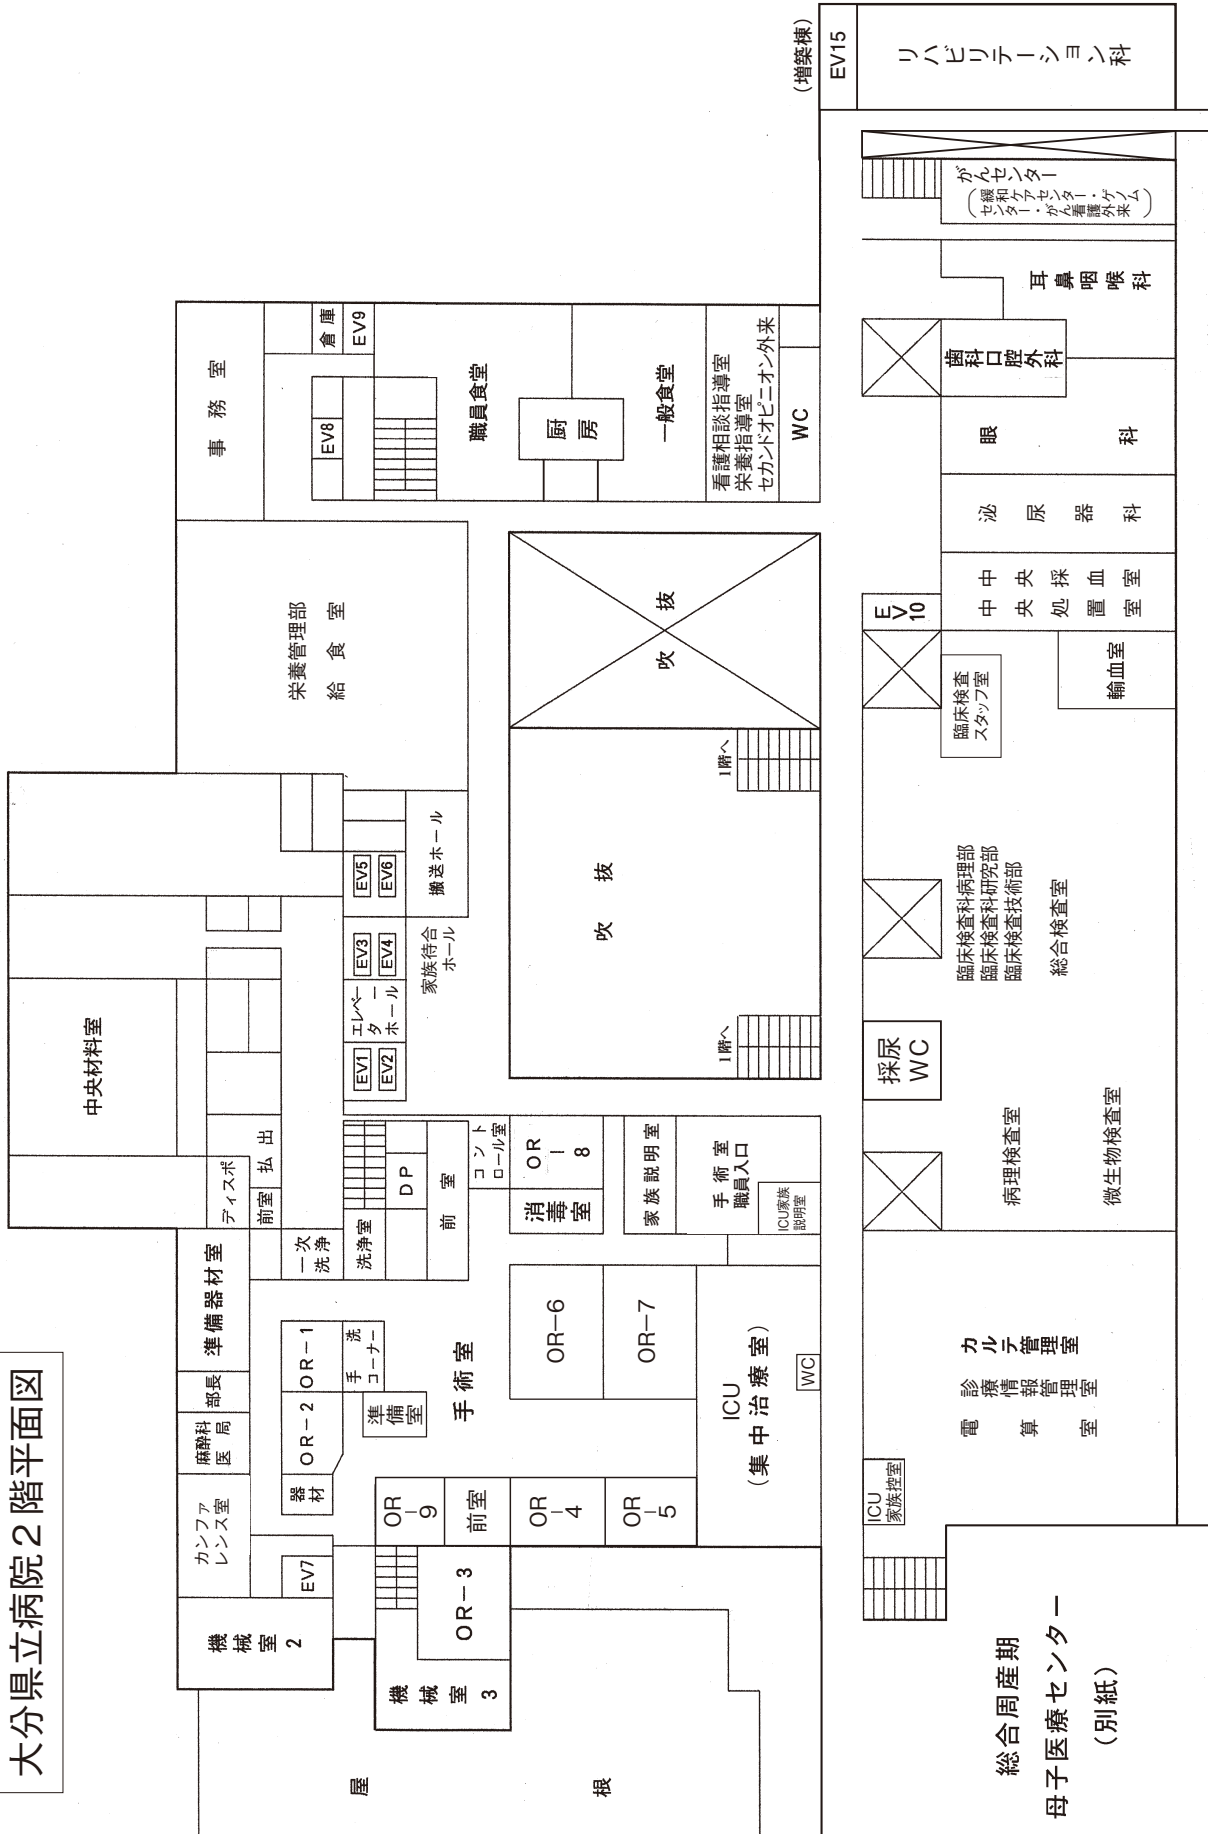 大分県立病院2階平面図
屋根
機械室2
機械室3
カンファレンス室
EV7
OR-3
麻酔科医局
部長
準備器材室
器材
OR-2
OR-1
手洗コーナー
準備室
手術室
OR-9
前室
OR-4
OR-5
OR-6
OR-7
ICU
(集中治療室)
WC
一次洗浄
洗浄室
DP
前室
コントロール室
OR-8
消毒室
家族説明室
手術室
職員入口
ICU家族
説明室
中央材料室
ディスポ
前室
払出
EV1
EV2
エレベータホール
EV3
EV4
EV5
EV6
家族待合
ホール
搬送ホール
1階へ
吹抜
1階へ
吹抜
栄養管理部
給食室
事務室
倉庫
EV8
EV9
職員食堂
厨房
一般食堂
看護相談指導室
栄養指導室
セカンドオピニオン外来
WC
(増築棟)
EV15
リハビリテーション科
がんセンター
(緩和ケアセンター・ゲノム
センター・がん看護外来)
耳鼻咽喉科
歯科口腔外科
眼科
泌尿器科
中央採血室
中央処置室
EV10
輸血室
臨床検査
スタッフ室
臨床検査科病理部
臨床検査科研究部
臨床検査技術部
総合検査室
採尿
WC
病理検査室
微生物検査室
カルテ管理室
診療情報管理室
電算室
ICU
家族控室
総合周産期
母子医療センター
(別紙)